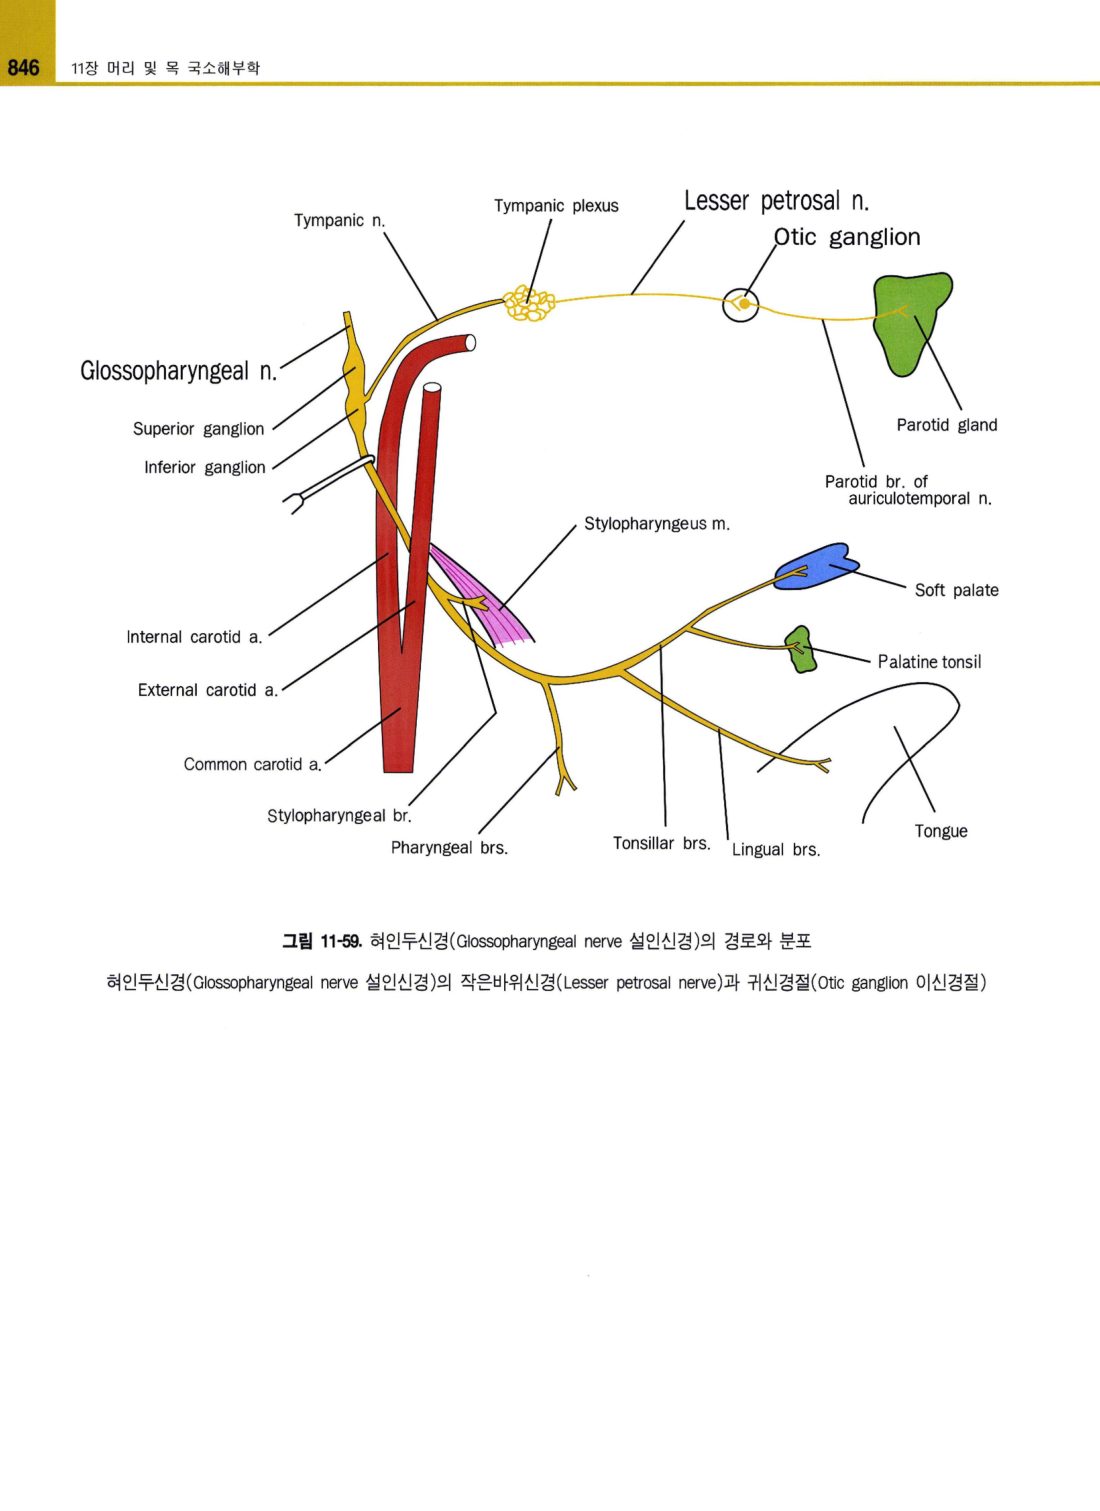 846
11장 머리 및 목 국소해부학
Lesser petrosal n.
Tympanic plexus
Tympanic n.
Otic ganglion
Glossopharyngeal n.
Superior ganglion
Parotid gland
Inferior ganglion
Parotid br. of
auriculotemporal n.
Stylopharyngeus m.
Soft palate
Internal carotid a.
Palatine tonsil
External carotid a.
Common carotid a.
Stylopharyngeal br.
Tongue
Pharyngeal brs.
Tonsillar brs.
Lingual brs.
그림 11-59. 혀인두신경(Glossopharyngeal nerve 설인신경)의 경로와 분포
혀인두신경(Glossopharyngeal nerve 설인신경)의 작은바위신경(Lesser petrosal nerve)과 귀신경절(Otic ganglion 이신경절)